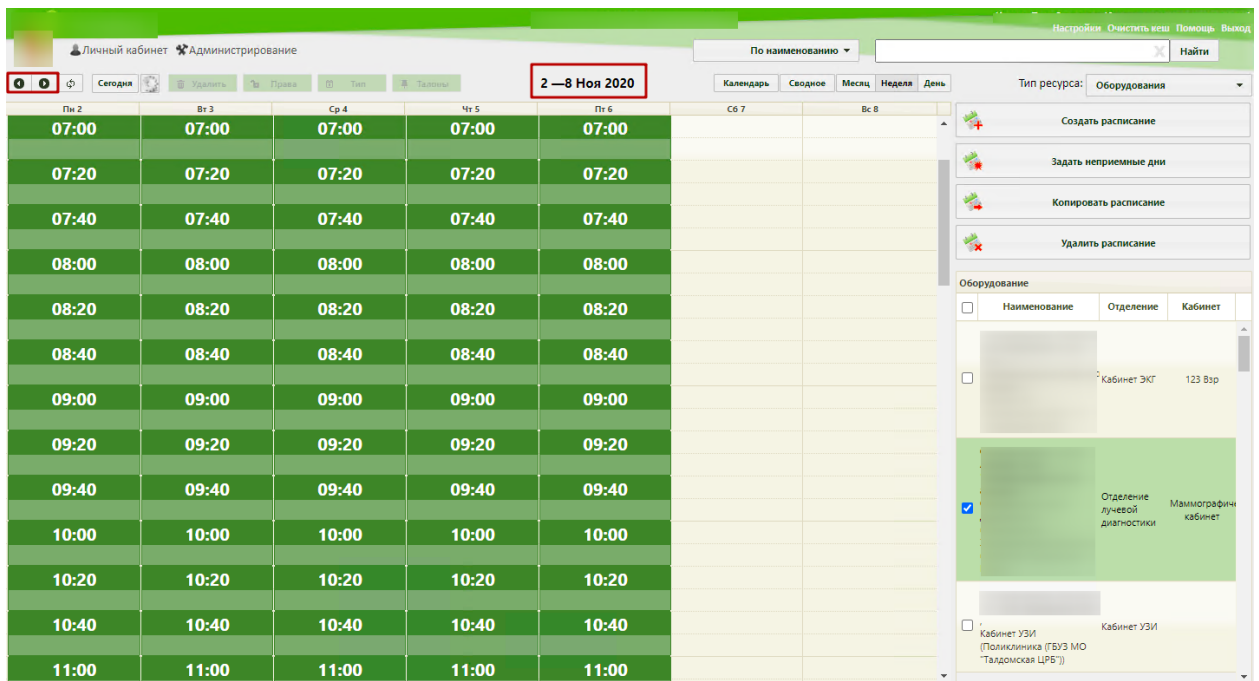 Настройки Очистить кеш Помощь Выход
Личный кабинет Администрирование
По наименованию
Найти
Сегодня Удалить Права Тип Талоны
2 —8 Ноя 2020
Календарь Сводное Месяц Неделя День
Тип ресурса: Оборудования
Пн 2 Вт 3 Ср 4 Чт 5 Пт 6 Сб 7 Вс 8
07:00 07:00 07:00 07:00 07:00
07:20 07:20 07:20 07:20 07:20
07:40 07:40 07:40 07:40 07:40
08:00 08:00 08:00 08:00 08:00
08:20 08:20 08:20 08:20 08:20
08:40 08:40 08:40 08:40 08:40
09:00 09:00 09:00 09:00 09:00
09:20 09:20 09:20 09:20 09:20
09:40 09:40 09:40 09:40 09:40
10:00 10:00 10:00 10:00 10:00
10:20 10:20 10:20 10:20 10:20
10:40 10:40 10:40 10:40 10:40
11:00 11:00 11:00 11:00 11:00
Создать расписание
Задать неприемные дни
Копировать расписание
Удалить расписание
Оборудование
Наименование Отделение Кабинет
Кабинет ЭКГ 123 Взр
Отделение
лучевой
диагностики
Маммографиче
кабинет
Кабинет УЗИ
(Поликлиника (ГБУЗ МО
"Талдомская ЦРБ"))
Кабинет УЗИ